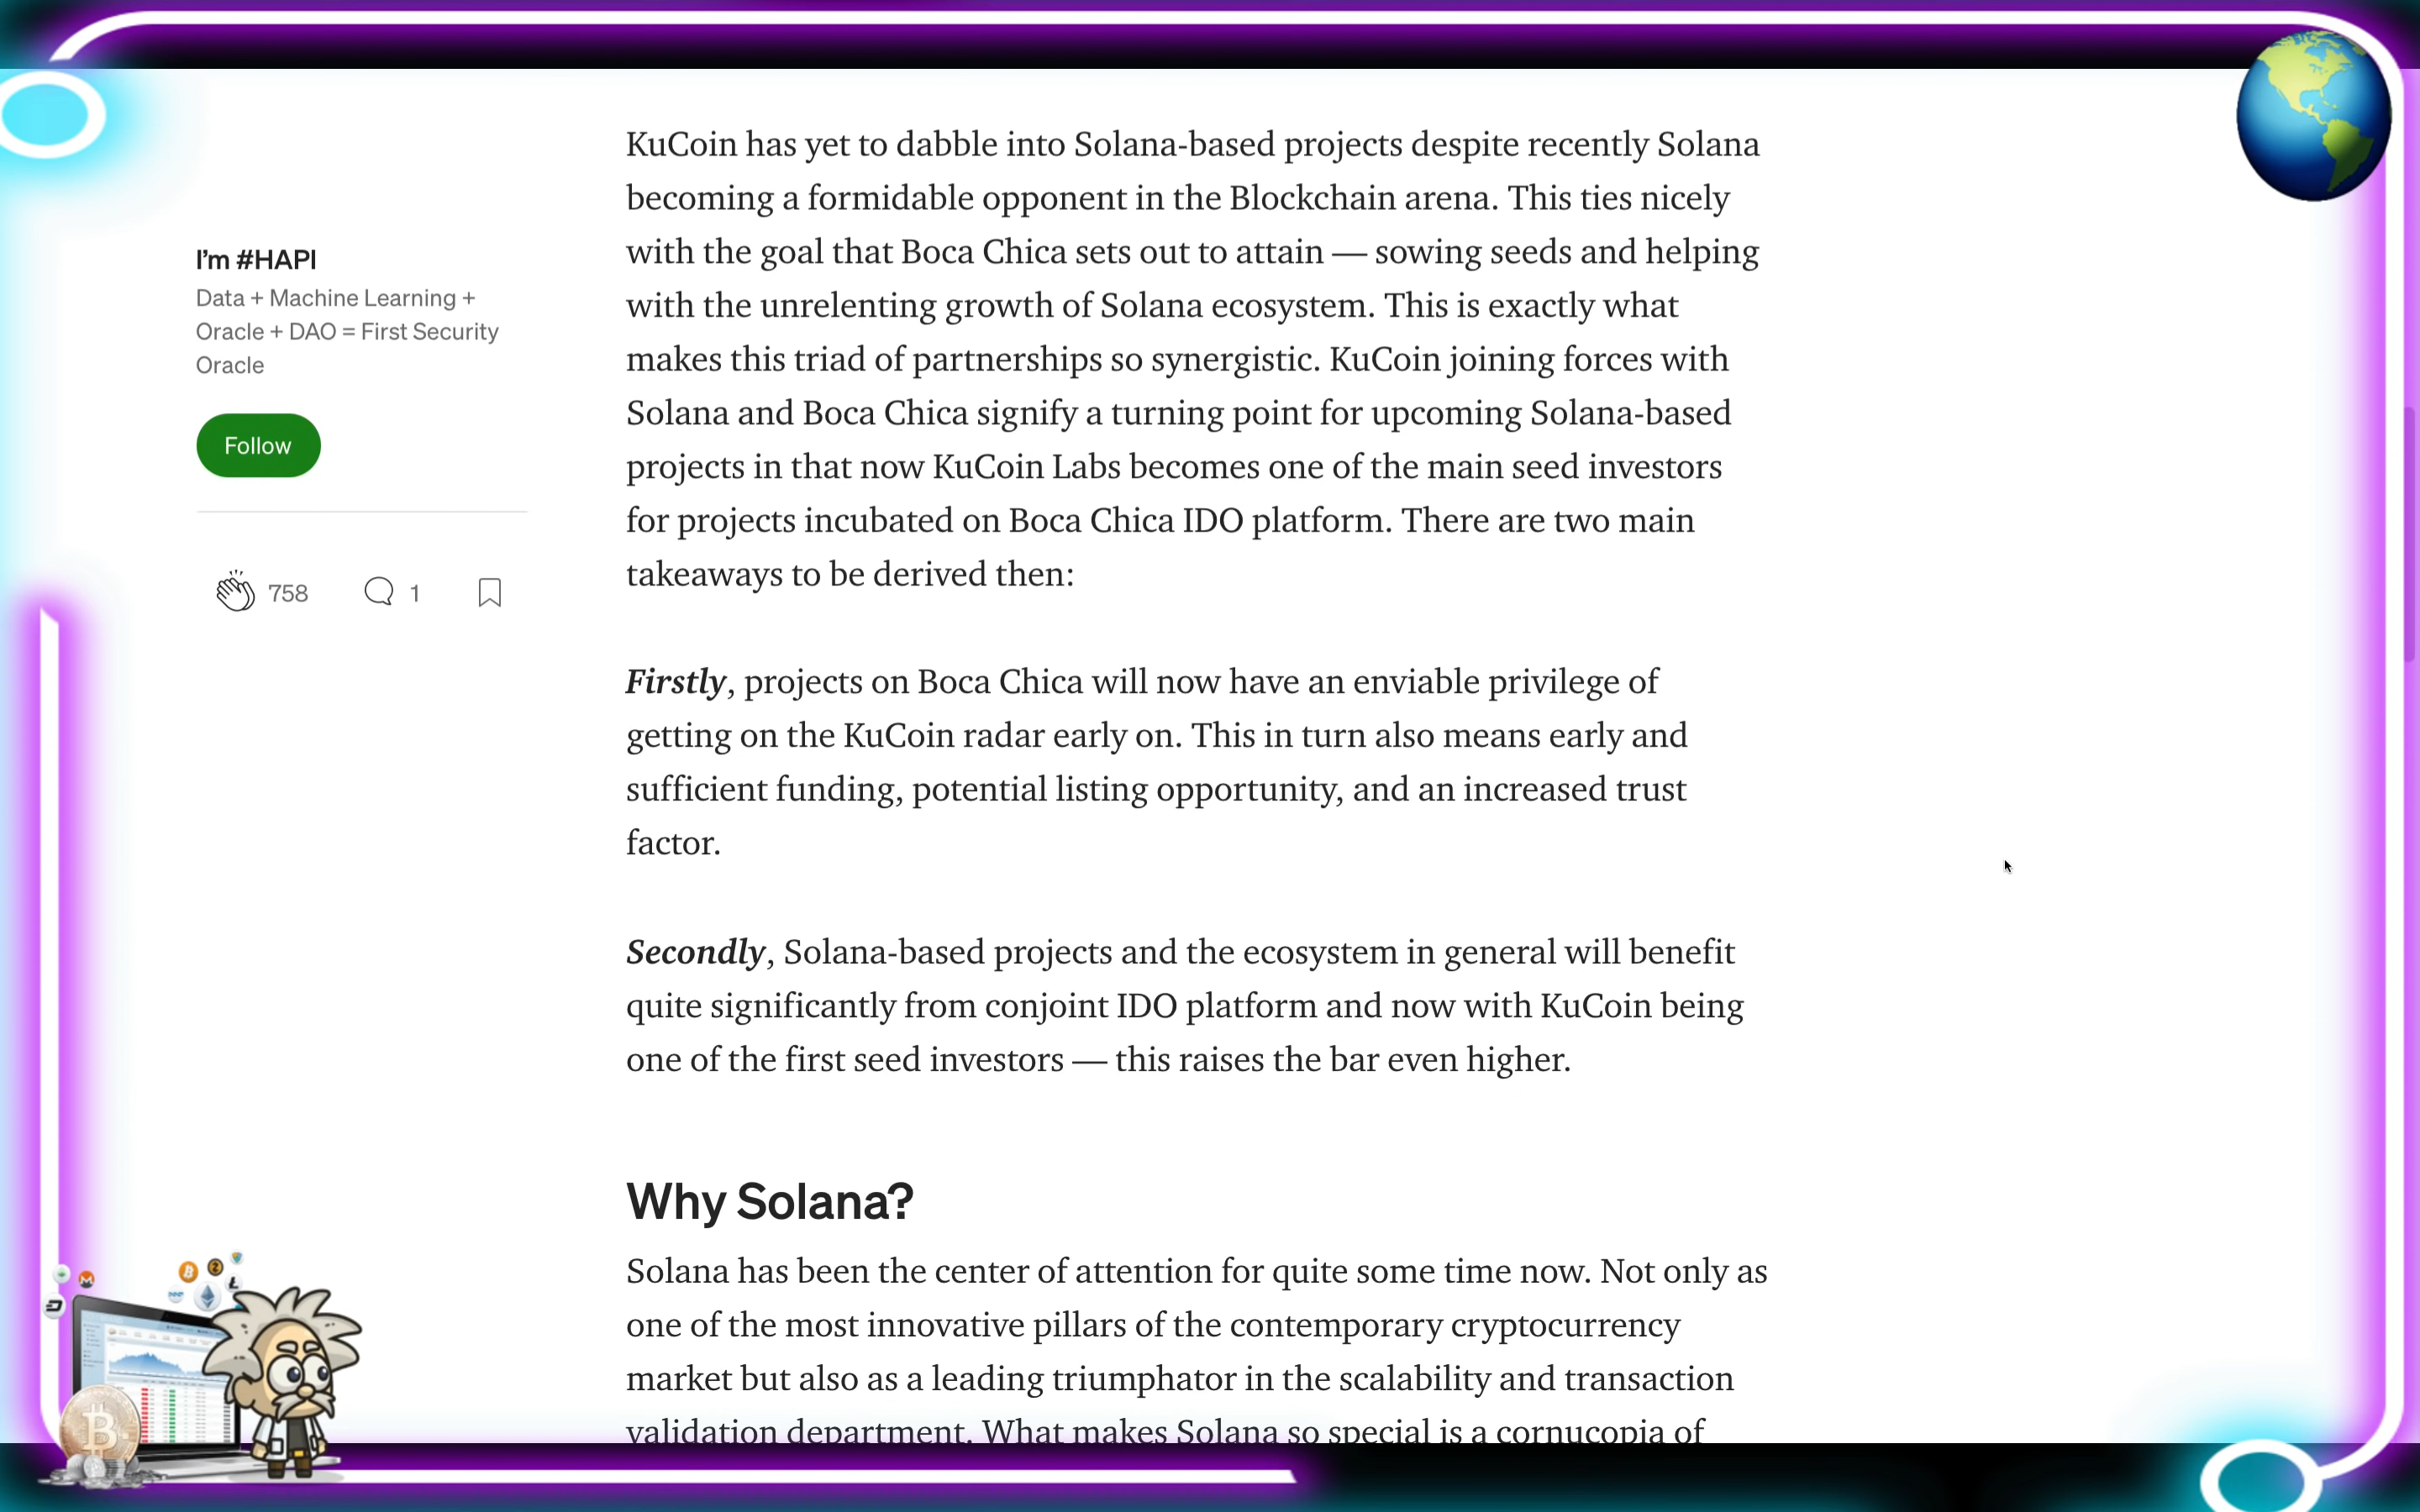 I'm #HAPI
Data + Machine Learning +
Oracle + DAO = First Security
Oracle
Follow
758
1
KuCoin has yet to dabble into Solana-based projects despite recently Solana
becoming a formidable opponent in the Blockchain arena. This ties nicely
with the goal that Boca Chica sets out to attain — sowing seeds and helping
with the unrelenting growth of Solana ecosystem. This is exactly what
makes this triad of partnerships so synergistic. KuCoin joining forces with
Solana and Boca Chica signify a turning point for upcoming Solana-based
projects in that now KuCoin Labs becomes one of the main seed investors
for projects incubated on Boca Chica IDO platform. There are two main
takeaways to be derived then:
Firstly, projects on Boca Chica will now have an enviable privilege of
getting on the KuCoin radar early on. This in turn also means early and
sufficient funding, potential listing opportunity, and an increased trust
factor.
Secondly, Solana-based projects and the ecosystem in general will benefit
quite significantly from conjoint IDO platform and now with KuCoin being
one of the first seed investors — this raises the bar even higher.
Why Solana?
Solana has been the center of attention for quite some time now. Not only as
one of the most innovative pillars of the contemporary cryptocurrency
market but also as a leading triumphator in the scalability and transaction
validation department. What makes Solana so special is a cornucopia of